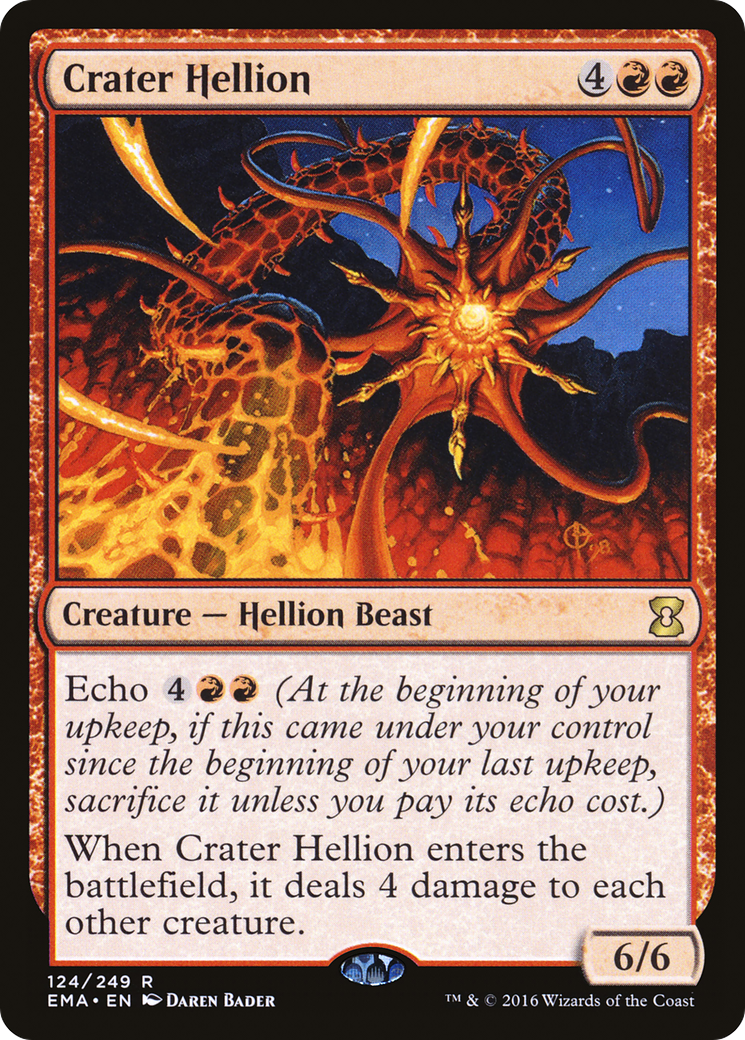 Crater Hellion 4
Creature — Hellion Beast
Echo 4 (At the beginning of your
upkeep, if this came under your control
since the beginning of your last upkeep,
sacrifice it unless you pay its echo cost.)
When Crater Hellion enters the
battlefield, it deals 4 damage to each
other creature.
6/6
124/249 R
EMA • EN Daren Bader
™ & © 2016 Wizards of the Coast